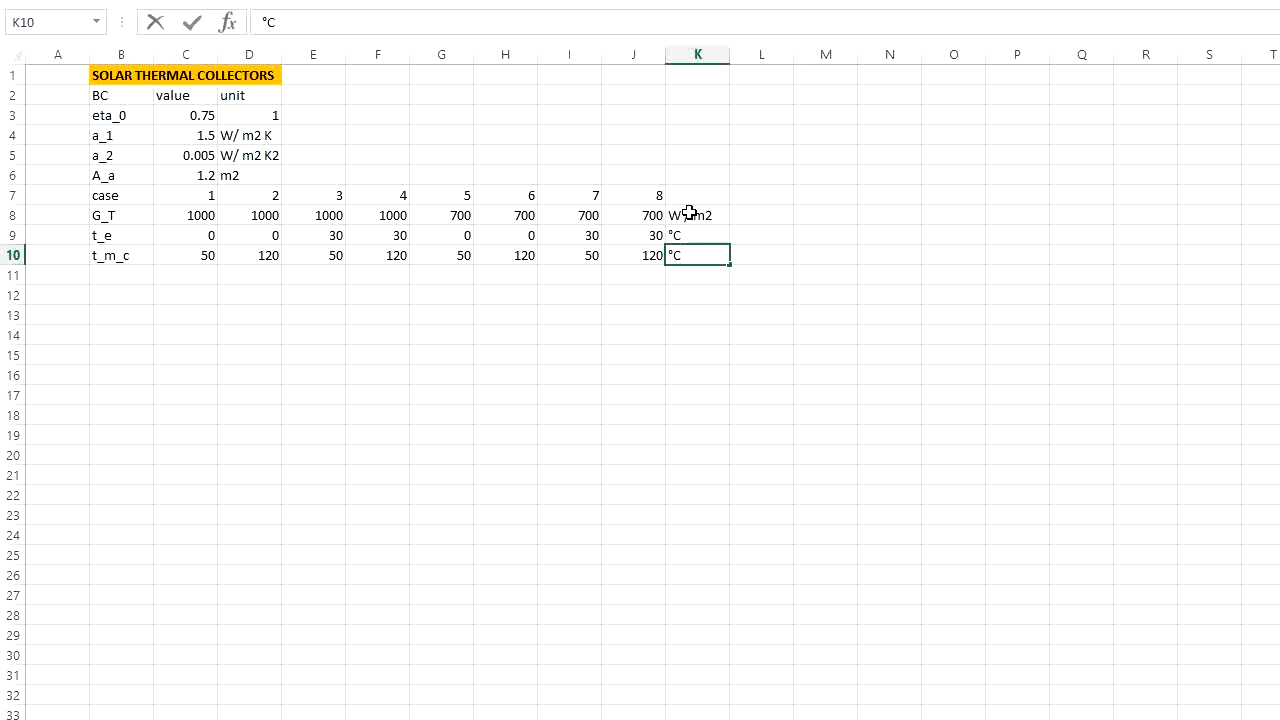 K10 fx °C
A B C D E F G H I J K L M N O P Q R S T
1 SOLAR THERMAL COLLECTORS
2 BC value unit
3 eta_0 0.75 1
4 a_1 1.5 W/ m2 K
5 a_2 0.005 W/ m2 K2
6 A_a 1.2 m2
7 case 1 2 3 4 5 6 7 8
8 G_T 1000 1000 1000 1000 700 700 700 700 W/ m2
9 t_e 0 0 30 30 0 0 30 30 °C
10 t_m_c 50 120 50 120 50 120 50 120 °C
11
12
13
14
15
16
17
18
19
20
21
22
23
24
25
26
27
28
29
30
31
32
33